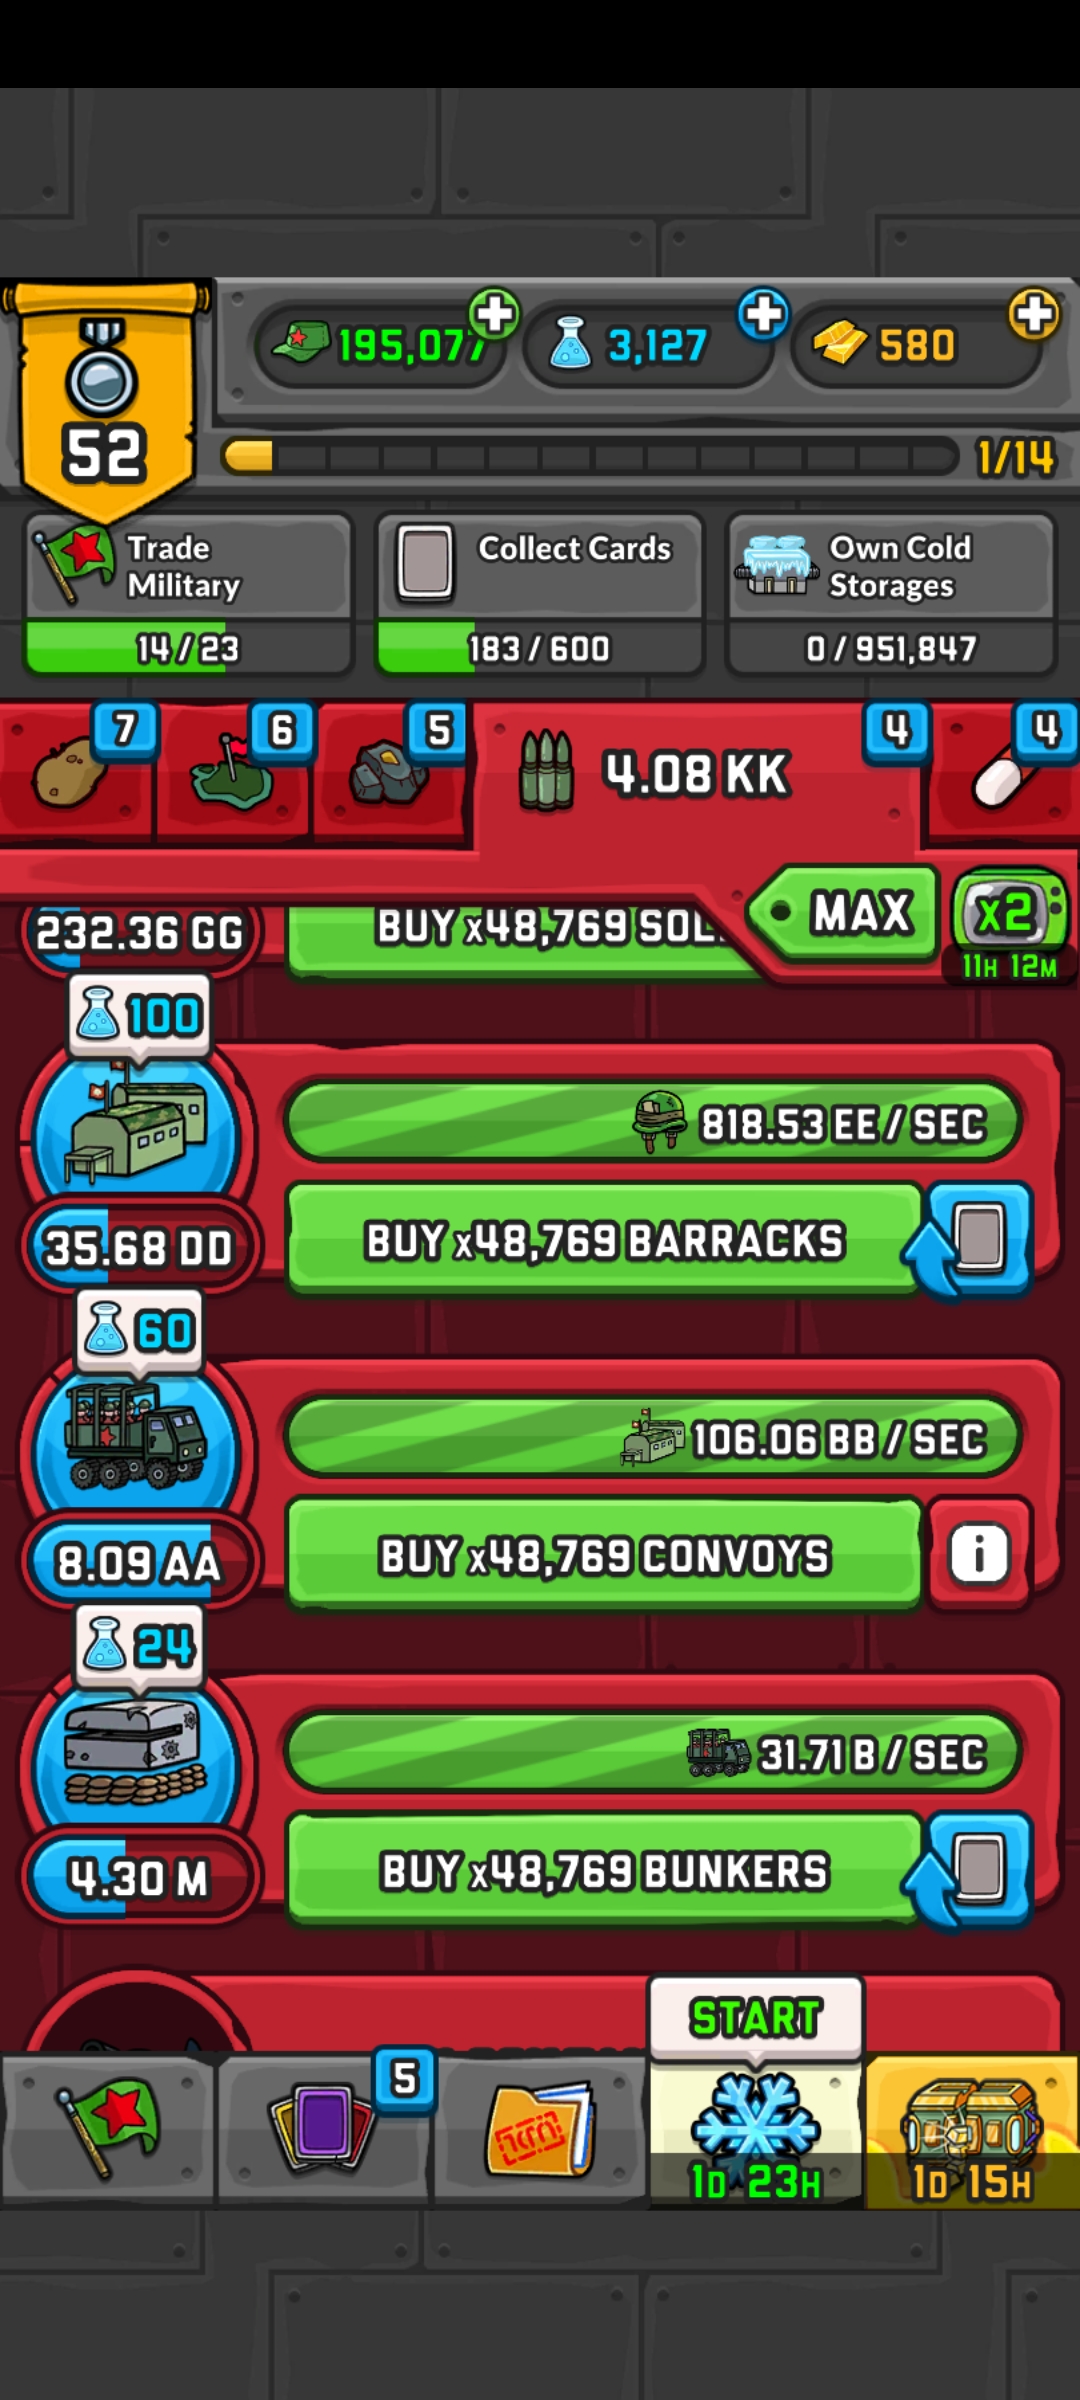 195,077
3,127
580
52
1/14
Trade
Military
14 / 23
Collect Cards
183 / 600
Own Cold
Storages
0 / 951,847
7
6
5
4.08 KK
4
4
MAX
x2
11H 12M
232.36 GG
BUY x48,769 SOL
100
818.53 EE / SEC
35.68 DD
BUY x48,769 BARRACKS
60
106.06 BB / SEC
8.09 AA
BUY x48,769 CONVOYS
i
24
31.71 B / SEC
4.30 M
BUY x48,769 BUNKERS
START
5
1D 23H
1D 15H